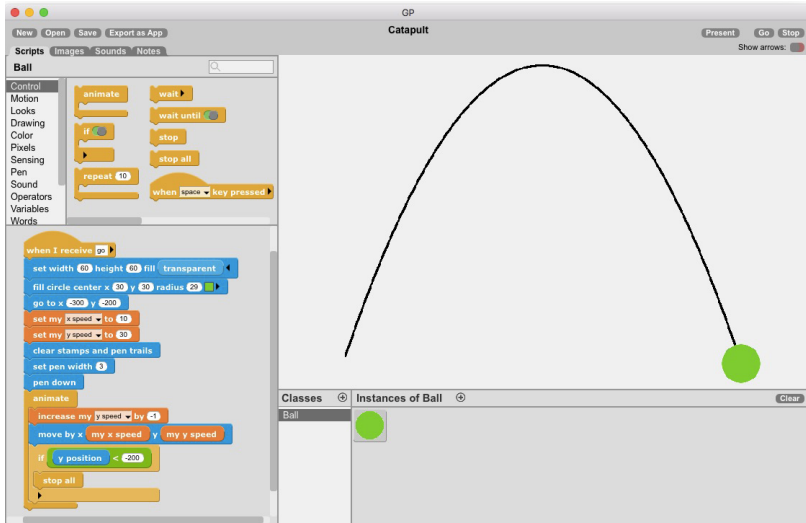 GP
New Open Save Export as App
Catapult
Present Go Stop
Show arrows:
Scripts Images Sounds Notes
Ball
Control
Motion
Looks
Drawing
Color
Pixels
Sensing
Pen
Sound
Operators
Variables
Words
animate
if
repeat 10
wait
wait until
stop
stop all
when space key pressed
when I receive go
set width 60 height 60 fill transparent
fill circle center x 30 y 30 radius 29
go to x -300 y -200
set my x speed to 10
set my y speed to 30
clear stamps and pen trails
set pen width 3
pen down
animate
increase my y speed by -1
move by x my x speed y my y speed
if y position < -200
stop all
Classes
Ball
Instances of Ball
Clear